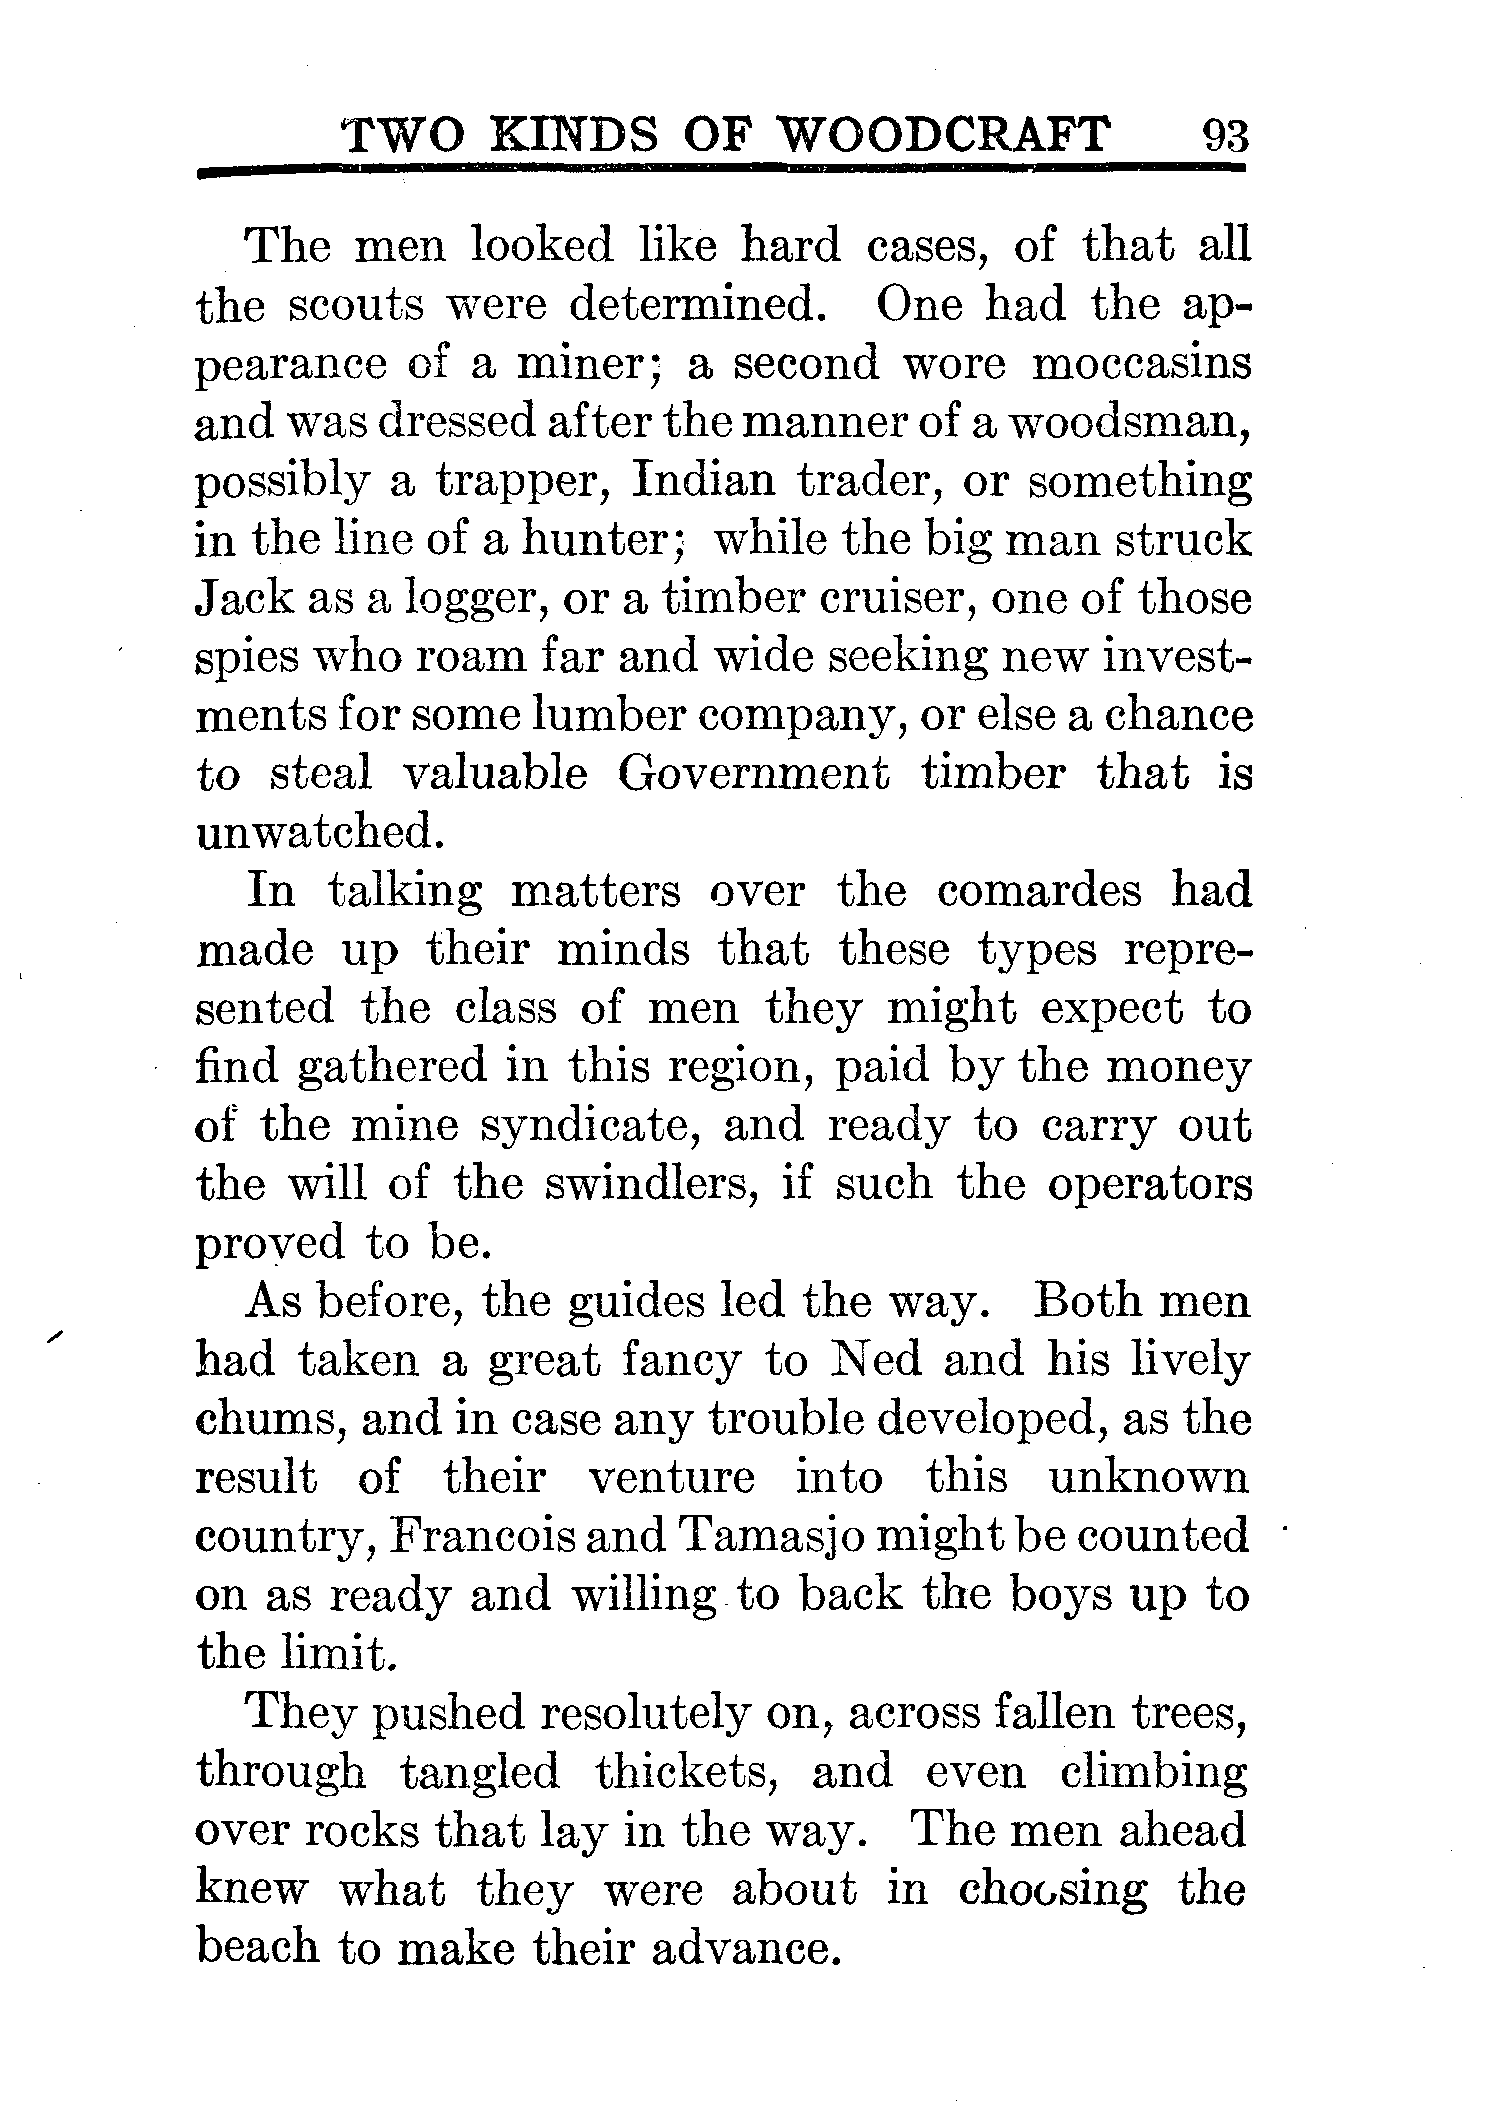 TWO KINDS OF WOODCRAFT 93
The men looked like hard cases, of that all
the scouts were determined. One had the ap-
pearance of a miner; a second wore moccasins
and was dressed after the manner of a woodsman,
possibly a trapper, Indian trader, or something
in the line of a hunter; while the big man struck
Jack as a logger, or a timber cruiser, one of those
spies who roam far and wide seeking new invest-
ments for some lumber company, or else a chance
to steal valuable Government timber that is
unwatched.
In talking matters over the comardes had
made up their minds that these types repre-
sented the class of men they might expect to
find gathered in this region, paid by the money
of the mine syndicate, and ready to carry out
the will of the swindlers, if such the operators
proved to be.
As before, the guides led the way. Both men
had taken a great fancy to Ned and his lively
chums, and in case any trouble developed, as the
result of their venture into this unknown
country, Francois and Tamasjo might be counted
on as ready and willing to back the boys up to
the limit.
They pushed resolutely on, across fallen trees,
through tangled thickets, and even climbing
over rocks that lay in the way. The men ahead
knew what they were about in choosing the
beach to make their advance.